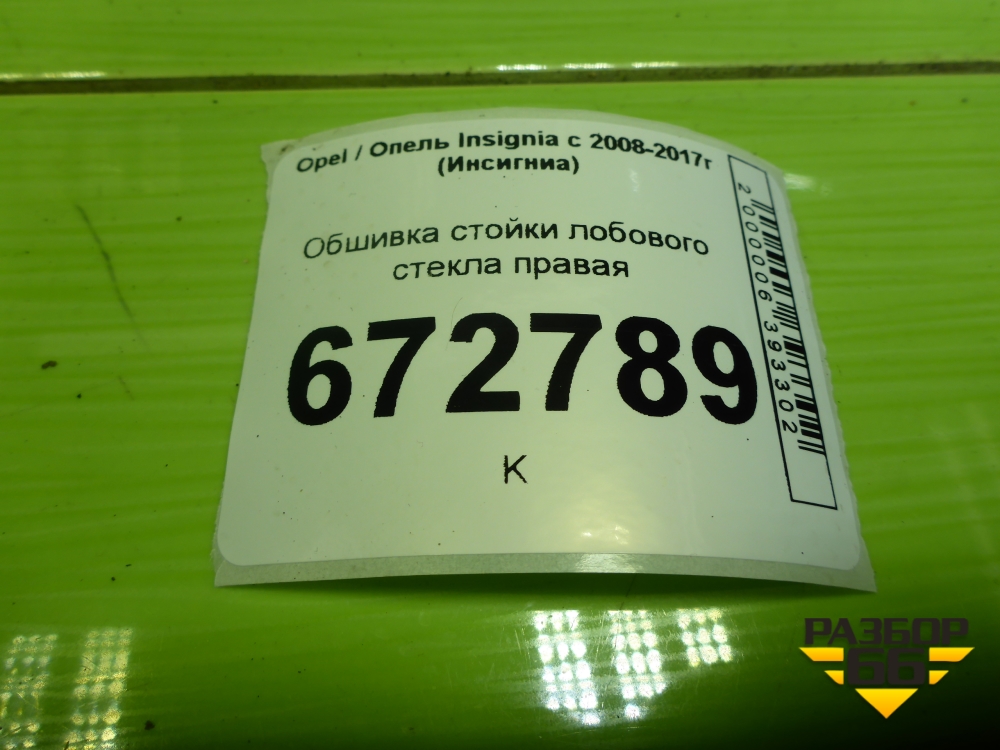 Opel / Опель Insignia с 2008-2017г
(Инсигниа)
Обшивка стойки лобового
стекла правая
672789
К
2000006393302
РАЗБОР
66